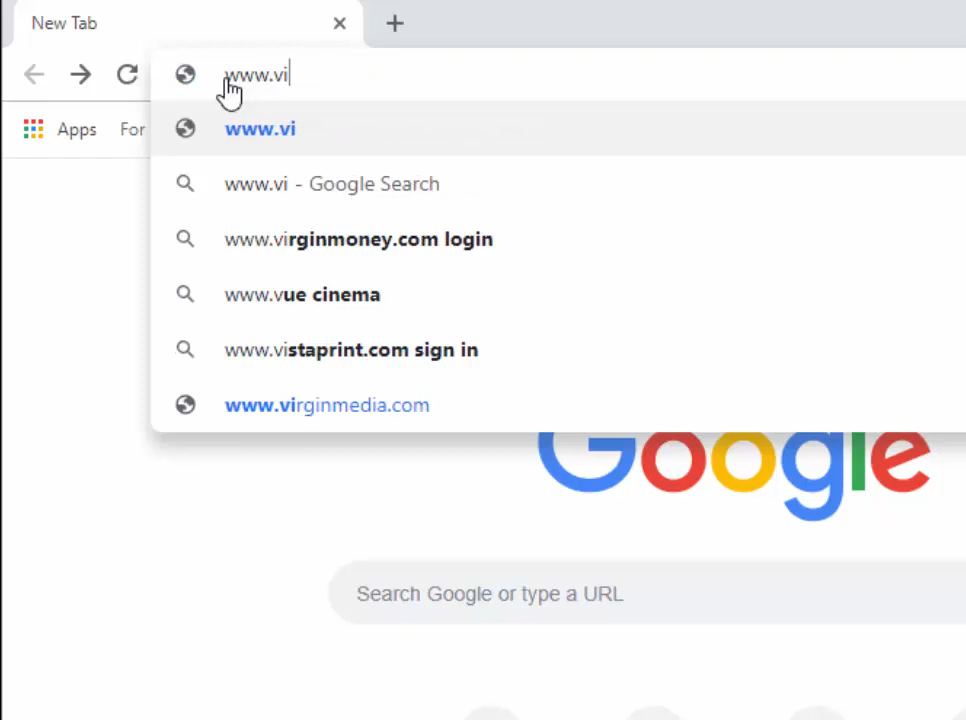 New Tab
www.vi
Apps For
www.vi
www.vi - Google Search
www.virginmoney.com login
www.vue cinema
www.vistaprint.com sign in
www.virginmedia.com
Google
Search Google or type a URL